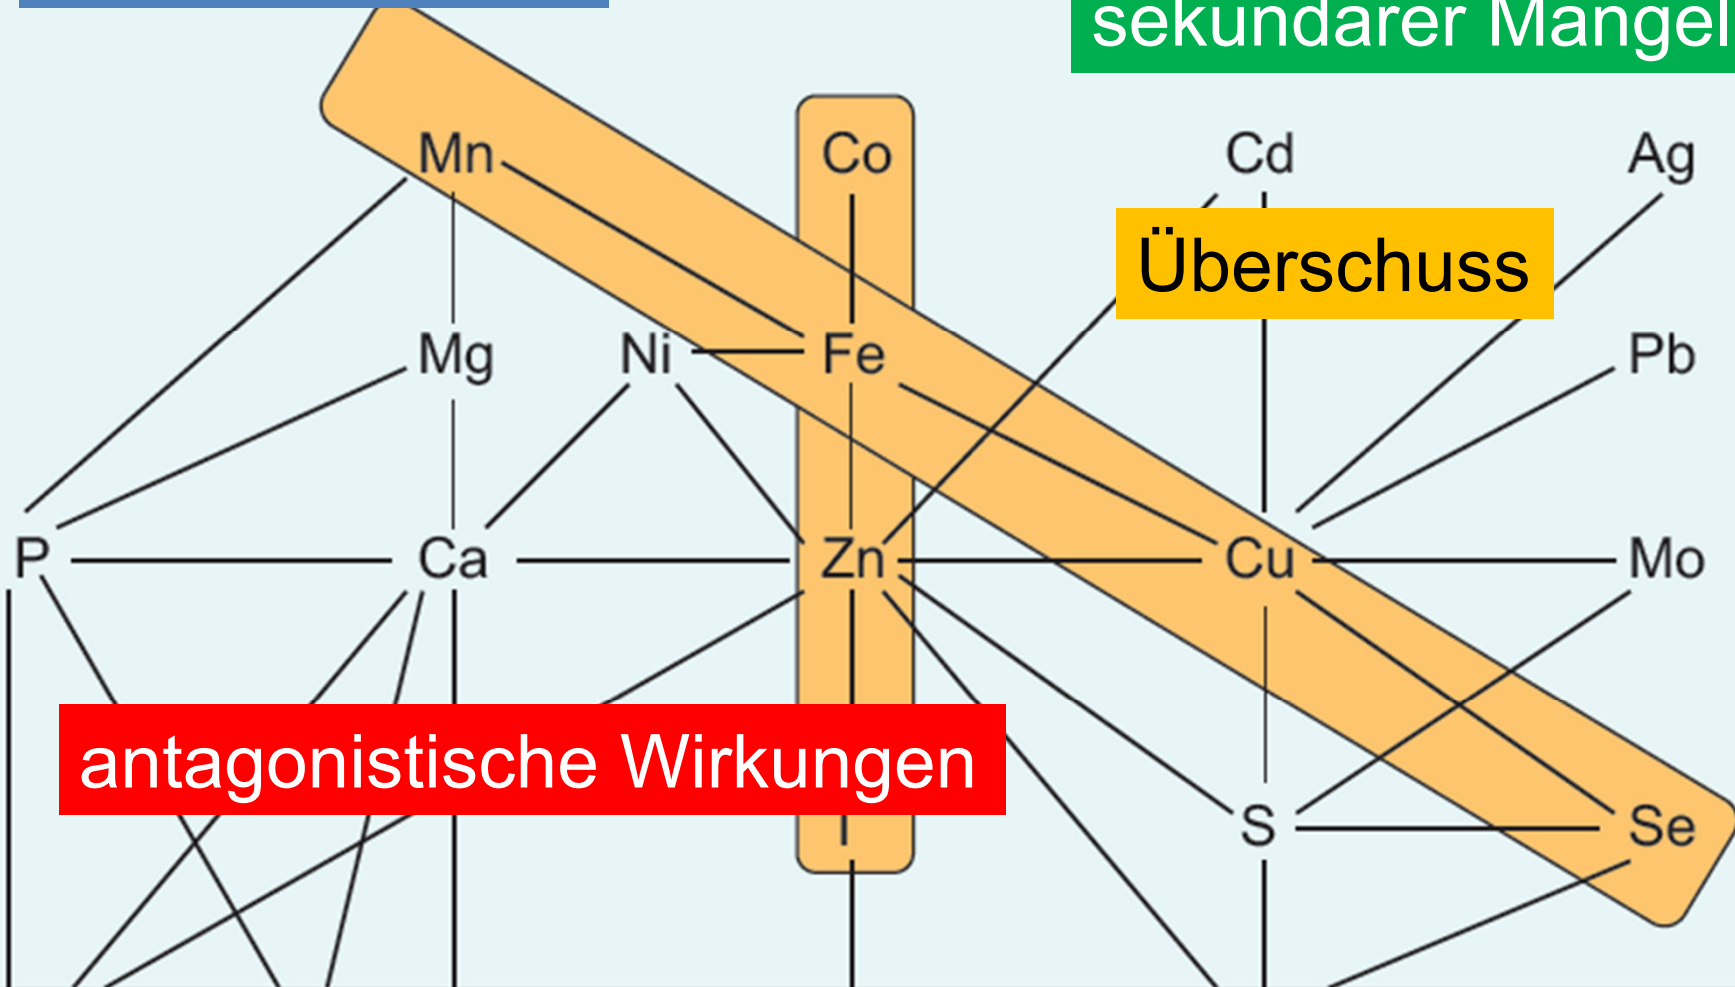 sekundärer Mangel
Mn Co Cd Ag
Überschuss
Mg Ni Fe Pb
P Ca Zn Cu Mo
antagonistische Wirkungen
I S Se